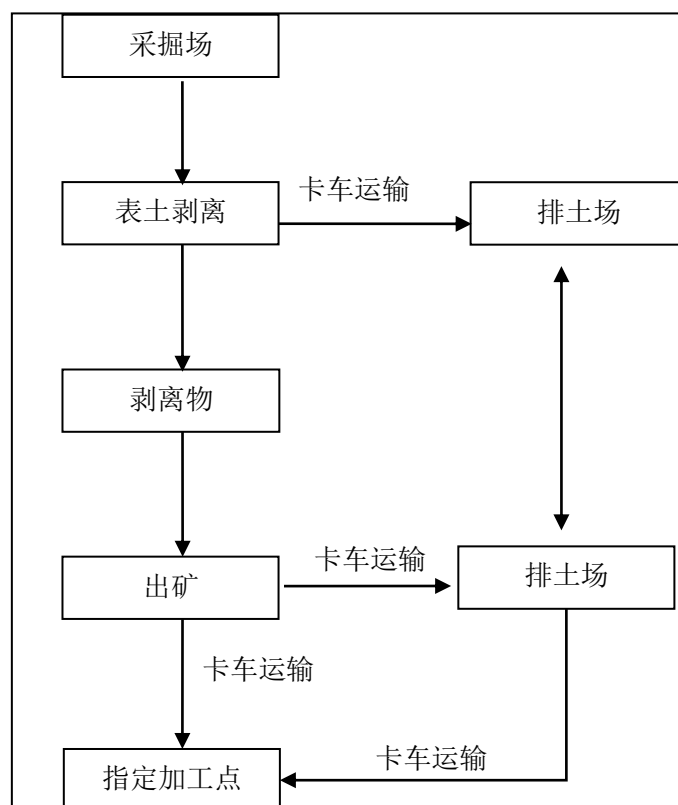 采掘场
卡车运输
表土剥离
排土场
剥离物
卡车运输
出矿
排土场
卡车运输
卡车运输
指定加工点